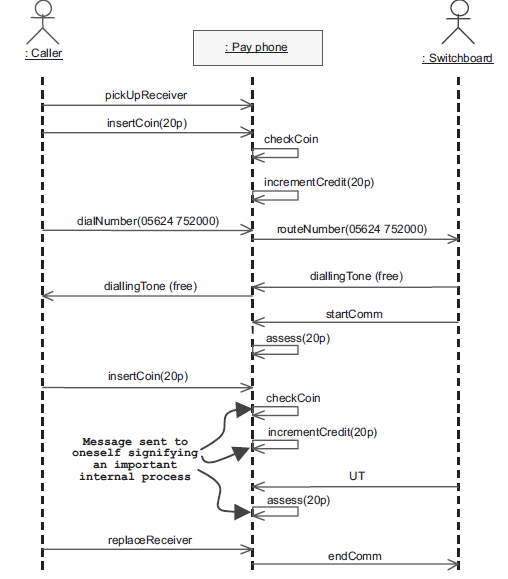 : Caller
: Pay phone
: Switchboard
pickUpReceiver
insertCoin(20p)
checkCoin
incrementCredit(20p)
dialNumber(05624 752000)
routeNumber(05624 752000)
diallingTone (free)
diallingTone (free)
startComm
assess(20p)
insertCoin(20p)
checkCoin
incrementCredit(20p)
Message sent to
oneself signifying
an important
internal process
UT
assess(20p)
replaceReceiver
endComm